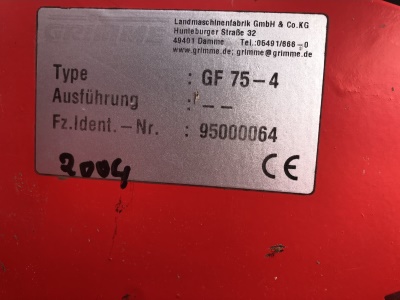 GRIMME
Landmaschinenfabrik GmbH & Co.KG
Hunteburger Straße 32
49401 Damme Tel.:05491/666-0
www.grimme.de; grimme@grimme.de
Type : GF 75-4
Ausführung : --
Fz.Ident.-Nr. : 95000064
2004
CE